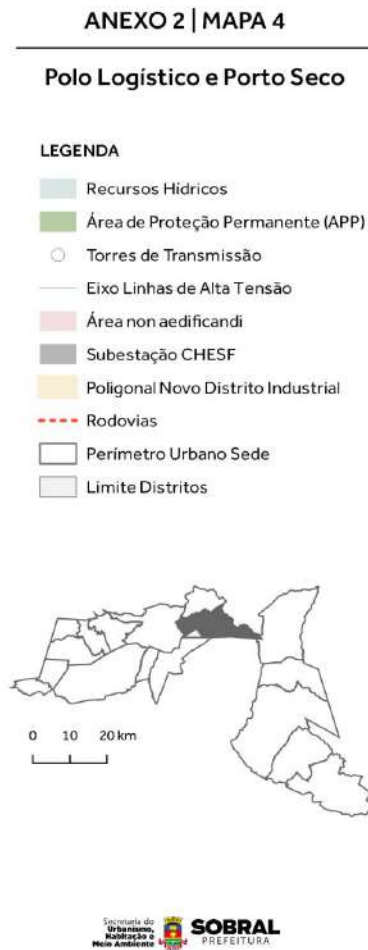 ANEXO 2 | MAPA 4
Polo Logístico e Porto Seco
LEGENDA
Recursos Hídricos
Área de Proteção Permanente (APP)
Torres de Transmissão
Eixo Linhas de Alta Tensão
Área non aedificandi
Subestação CHESF
Poligonal Novo Distrito Industrial
Rodovias
Perímetro Urbano Sede
Limite Distritos
0 10 20 km
Secretaria do
Urbanismo,
Habitação e
Meio Ambiente
SOBRAL
PREFEITURA